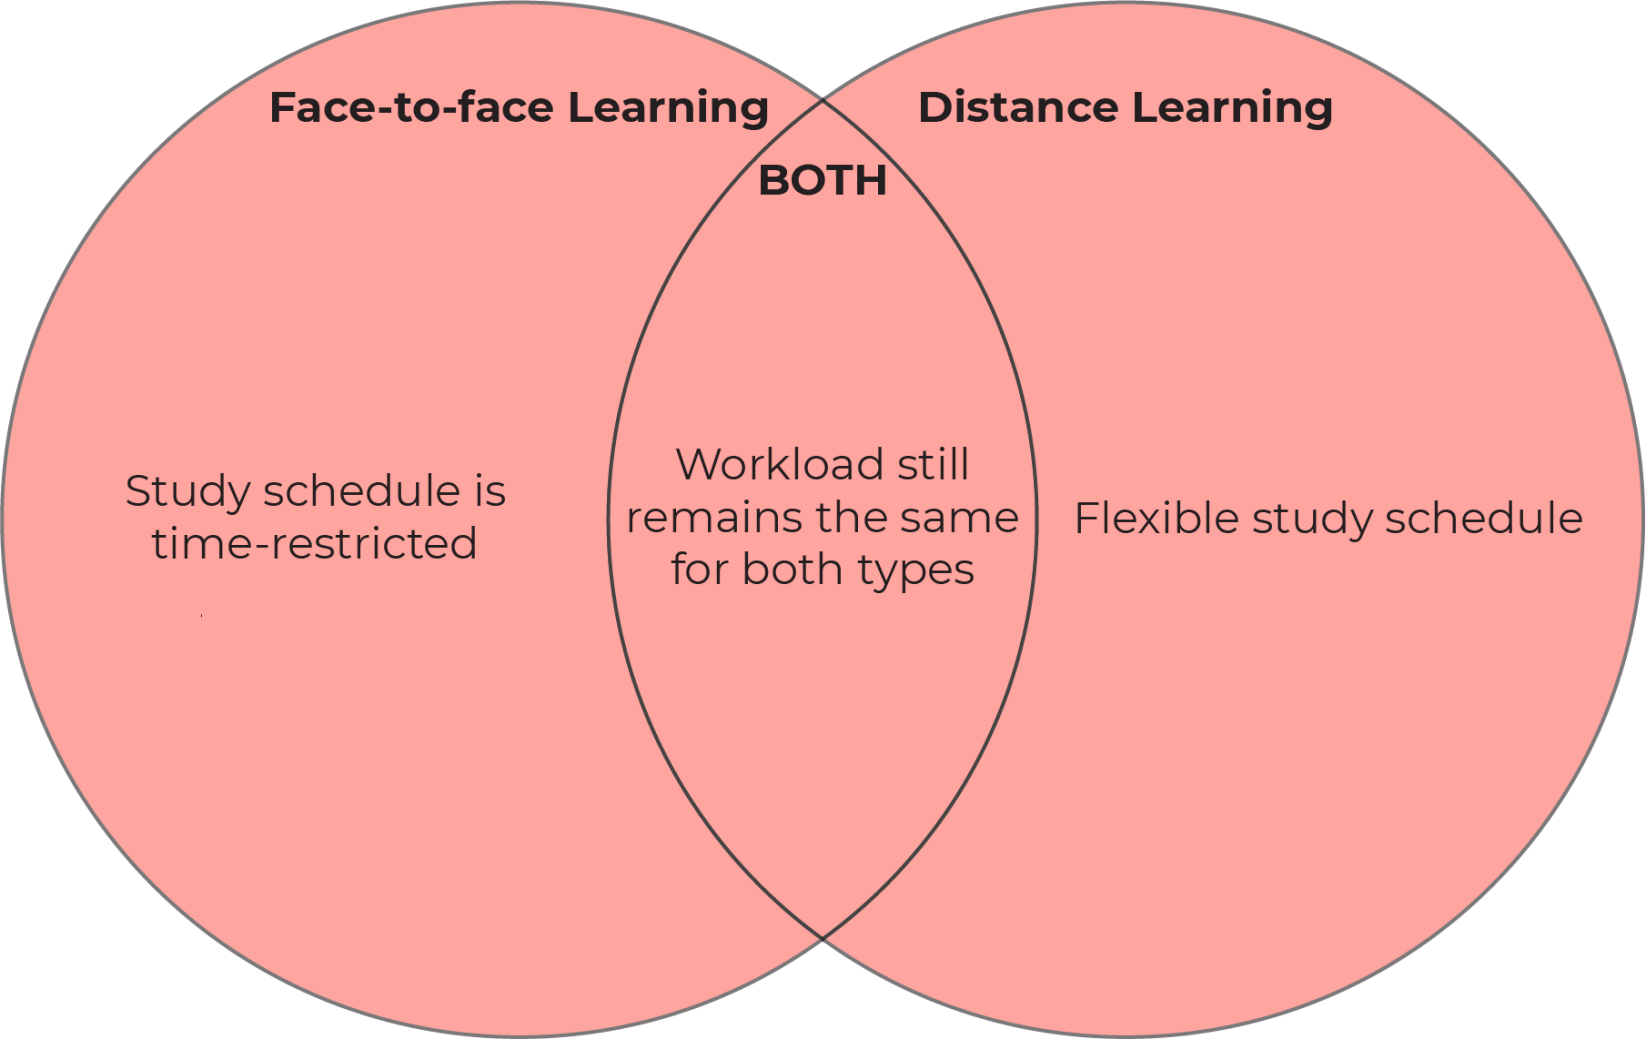 Face-to-face Learning
Distance Learning
BOTH
Study schedule is
time-restricted
Workload still
remains the same
for both types
Flexible study schedule